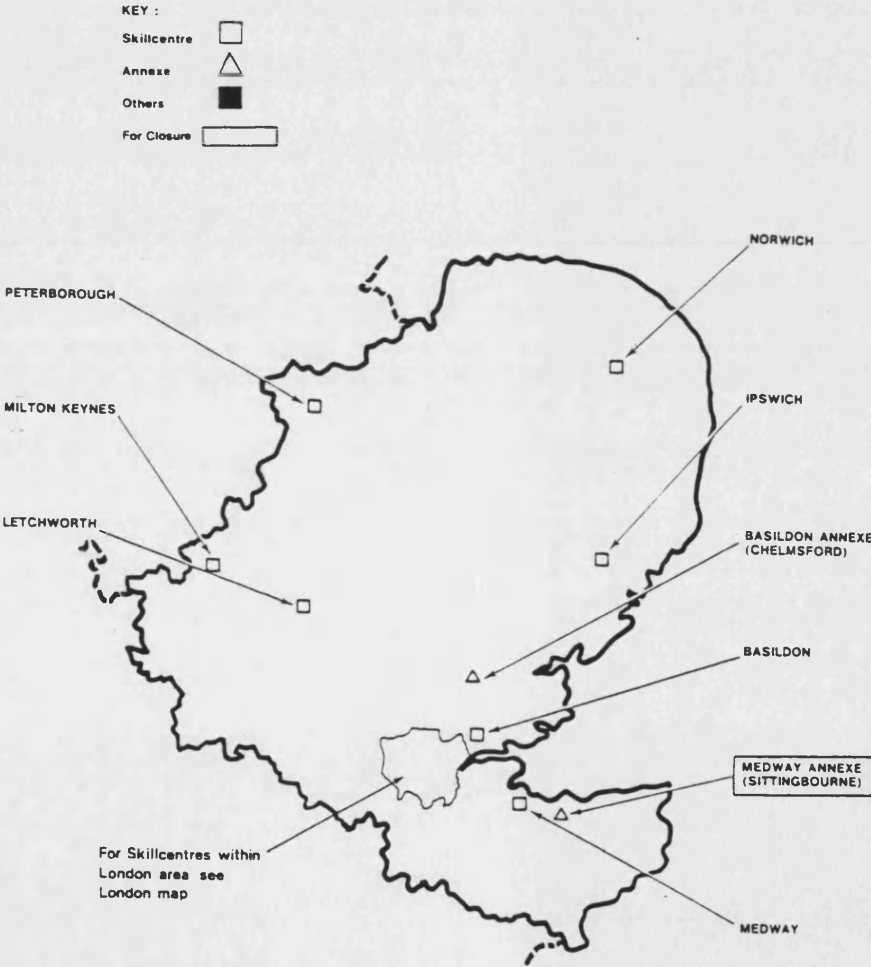 KEY :
Skillcentre
Annexe
Others
For Closure
NORWICH
PETERBOROUGH
MILTON KEYNES
IPSWICH
LETCHWORTH
BASILDON ANNEXE
(CHELMSFORD)
BASILDON
MEDWAY ANNEXE
(SITTINGBOURNE)
For Skillcentres within
London area see
London map
MEDWAY